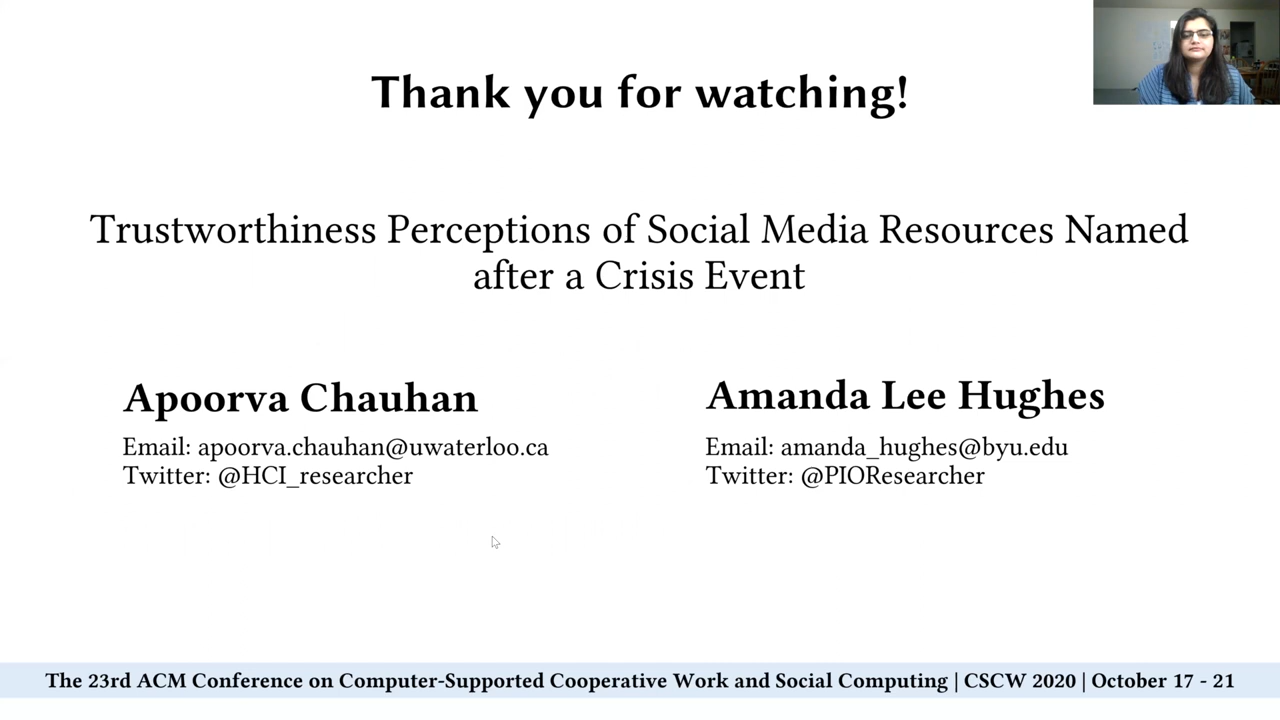 Thank you for watching!
Trustworthiness Perceptions of Social Media Resources Named
after a Crisis Event
Apoorva Chauhan
Email: apoorva.chauhan@uwaterloo.ca
Twitter: @HCI_researcher
Amanda Lee Hughes
Email: amanda_hughes@byu.edu
Twitter: @PIOResearcher
The 23rd ACM Conference on Computer-Supported Cooperative Work and Social Computing | CSCW 2020 | October 17 - 21